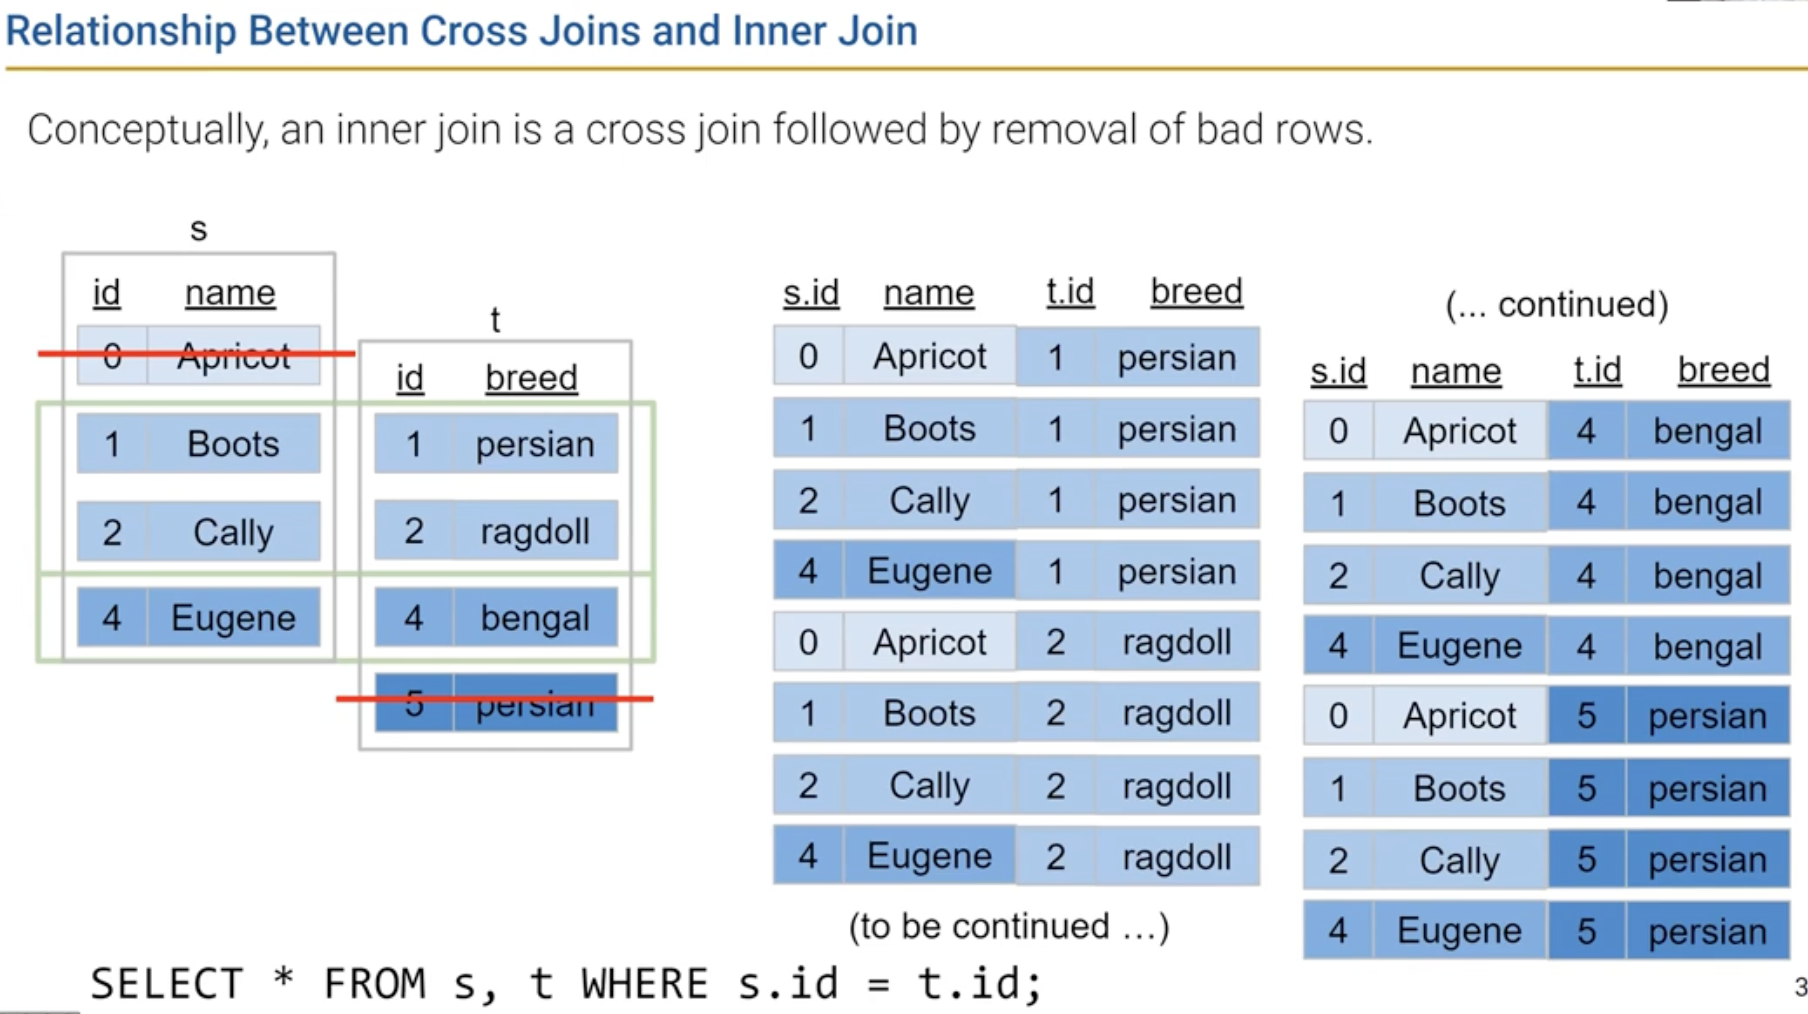 Relationship Between Cross Joins and Inner Join
Conceptually, an inner join is a cross join followed by removal of bad rows.
s
id name
0 Apricot
1 Boots
2 Cally
4 Eugene
t
id breed
1 persian
2 ragdoll
4 bengal
5 persian
s.id name t.id breed
0 Apricot 1 persian
1 Boots 1 persian
2 Cally 1 persian
4 Eugene 1 persian
0 Apricot 2 ragdoll
1 Boots 2 ragdoll
2 Cally 2 ragdoll
4 Eugene 2 ragdoll
(to be continued ...)
(... continued)
s.id name t.id breed
0 Apricot 4 bengal
1 Boots 4 bengal
2 Cally 4 bengal
4 Eugene 4 bengal
0 Apricot 5 persian
1 Boots 5 persian
2 Cally 5 persian
4 Eugene 5 persian
SELECT * FROM s, t WHERE s.id = t.id;